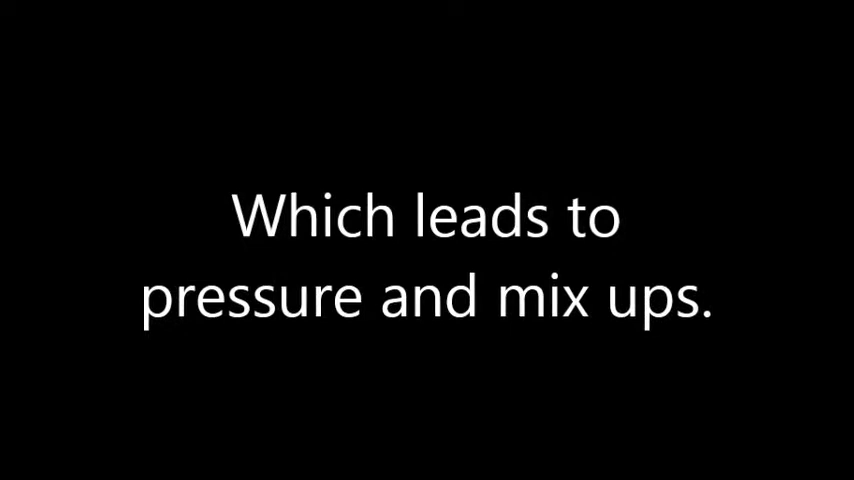 Which leads to
pressure and mix ups.